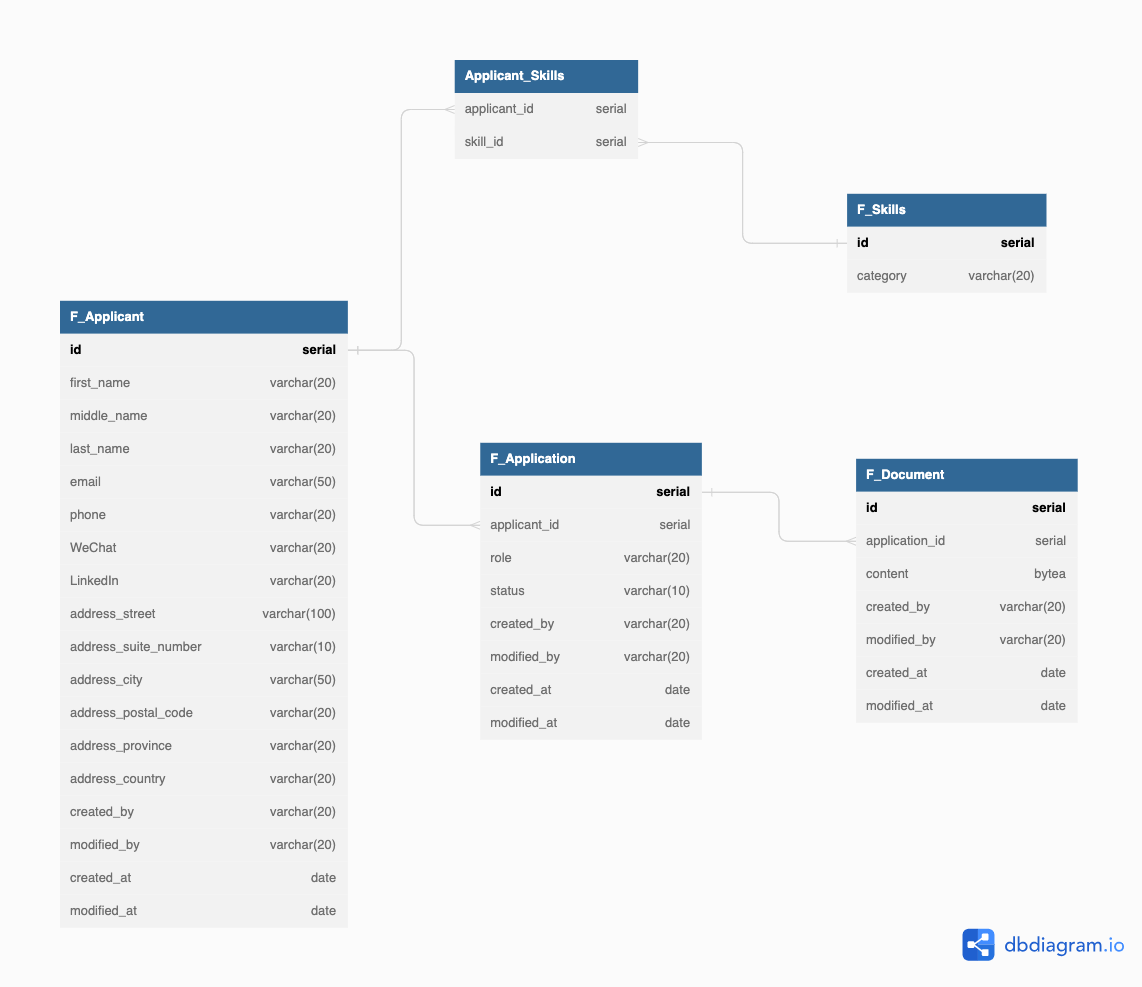 Applicant_Skills
applicant_id serial
skill_id serial
F_Skills
id serial
category varchar(20)
F_Applicant
id serial
first_name varchar(20)
middle_name varchar(20)
last_name varchar(20)
email varchar(50)
phone varchar(20)
WeChat varchar(20)
LinkedIn varchar(20)
address_street varchar(100)
address_suite_number varchar(10)
address_city varchar(50)
address_postal_code varchar(20)
address_province varchar(20)
address_country varchar(20)
created_by varchar(20)
modified_by varchar(20)
created_at date
modified_at date
F_Application
id serial
applicant_id serial
role varchar(20)
status varchar(10)
created_by varchar(20)
modified_by varchar(20)
created_at date
modified_at date
F_Document
id serial
application_id serial
content bytea
created_by varchar(20)
modified_by varchar(20)
created_at date
modified_at date
dbdiagram.io